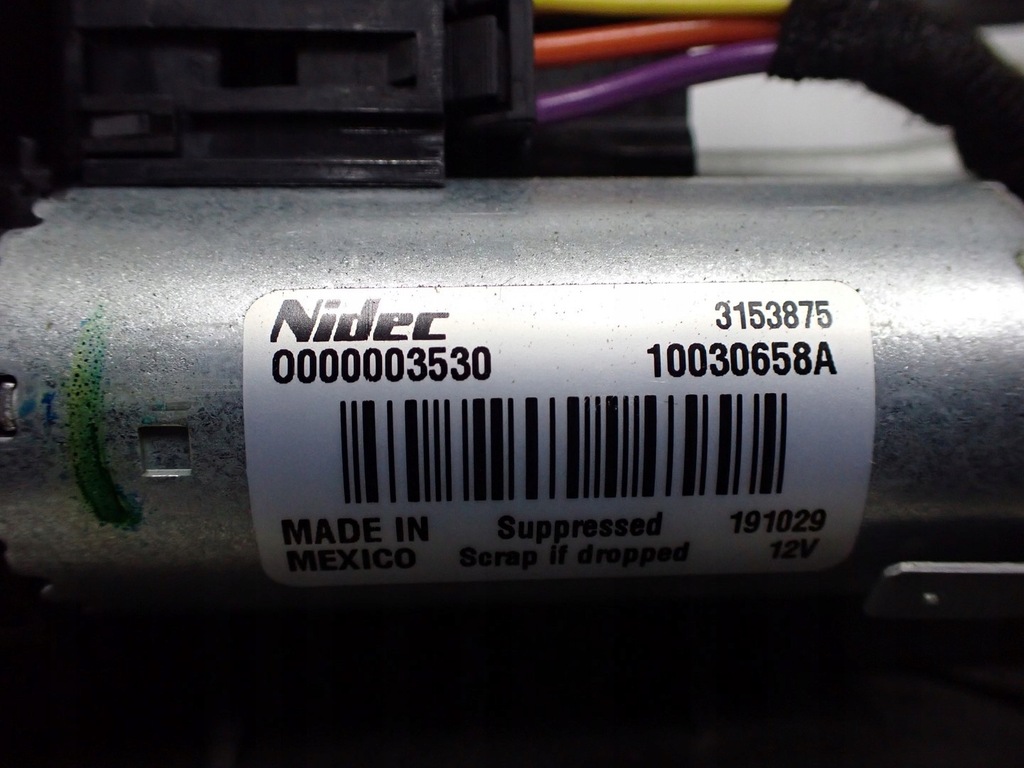 Nidec 3153875
0000003530 10030658A
MADE IN Suppressed 191029
MEXICO Scrap if dropped 12V